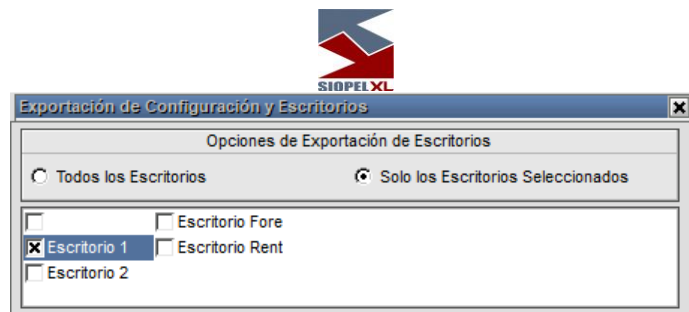 SIOPEL XL
Exportación de Configuración y Escritorios
Opciones de Exportación de Escritorios
Todos los Escritorios
Solo los Escritorios Seleccionados
Escritorio Fore
Escritorio 1
Escritorio Rent
Escritorio 2